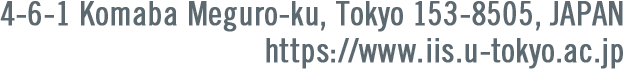 4-6-1 Komaba Meguro-ku, Tokyo 153-8505, JAPAN
https://www.iis.u-tokyo.ac.jp